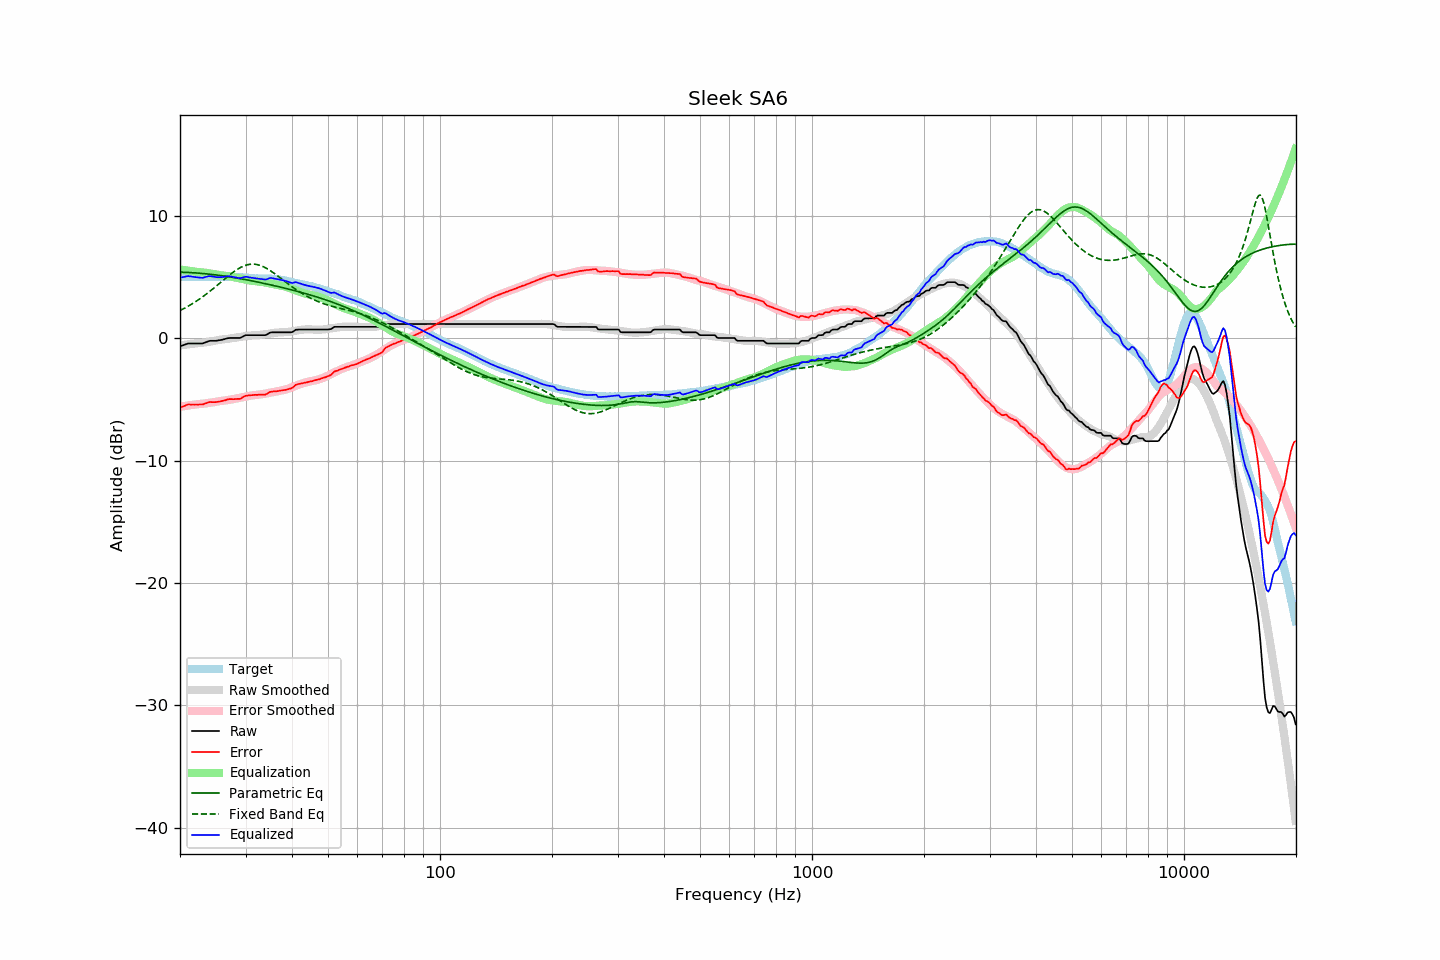 Sleek SA6
Amplitude (dBr)
10
0
−10
−20
−30
−40
Target
Raw Smoothed
Error Smoothed
Raw
Error
Equalization
Parametric Eq
Fixed Band Eq
Equalized
100
1000
10000
Frequency (Hz)